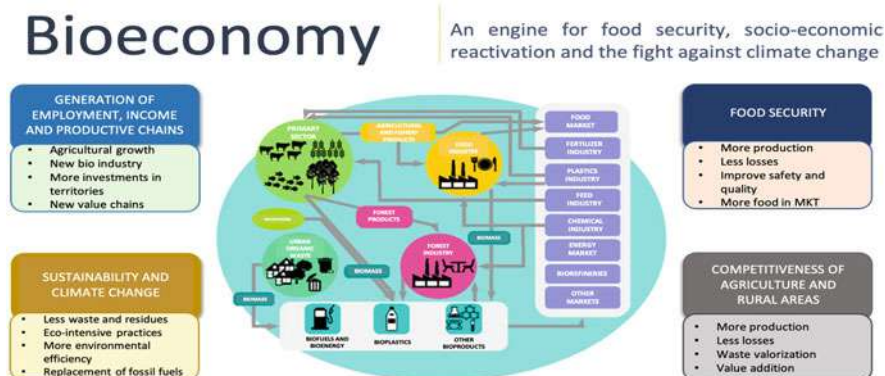 Bioeconomy
An engine for food security, socio-economic
reactivation and the fight against climate change
GENERATION OF
EMPLOYMENT, INCOME
AND PRODUCTIVE CHAINS
• Agricultural growth
• New bio industry
• More investments in
territories
• New value chains
SUSTAINABILITY AND
CLIMATE CHANGE
• Less waste and residues
• Eco-intensive practices
• More environmental
efficiency
• Replacement of fossil fuels
PRIMARY
SECTOR
AGRICULTURAL
AND LIVESTOCK
PRODUCTS
FOOD
INDUSTRY
FOREST
PRODUCTS
URBAN
ORGANIC
WASTE
FOREST
INDUSTRY
BIOMASS
BIOMASS
BIOMASS
BIOFUELS AND
BIOENERGY
BIOPLASTICS
OTHER
BIOPRODUCTS
FOOD
MARKET
FERTILIZER
INDUSTRY
PLASTICS
INDUSTRY
FEED
INDUSTRY
CHEMICAL
INDUSTRY
ENERGY
MARKET
BIOREFINERIES
OTHER
MARKETS
FOOD SECURITY
• More production
• Less losses
• Improve safety and
quality
• More food in MKT
COMPETITIVENESS OF
AGRICULTURE AND
RURAL AREAS
• More production
• Less losses
• Waste valorization
• Value addition